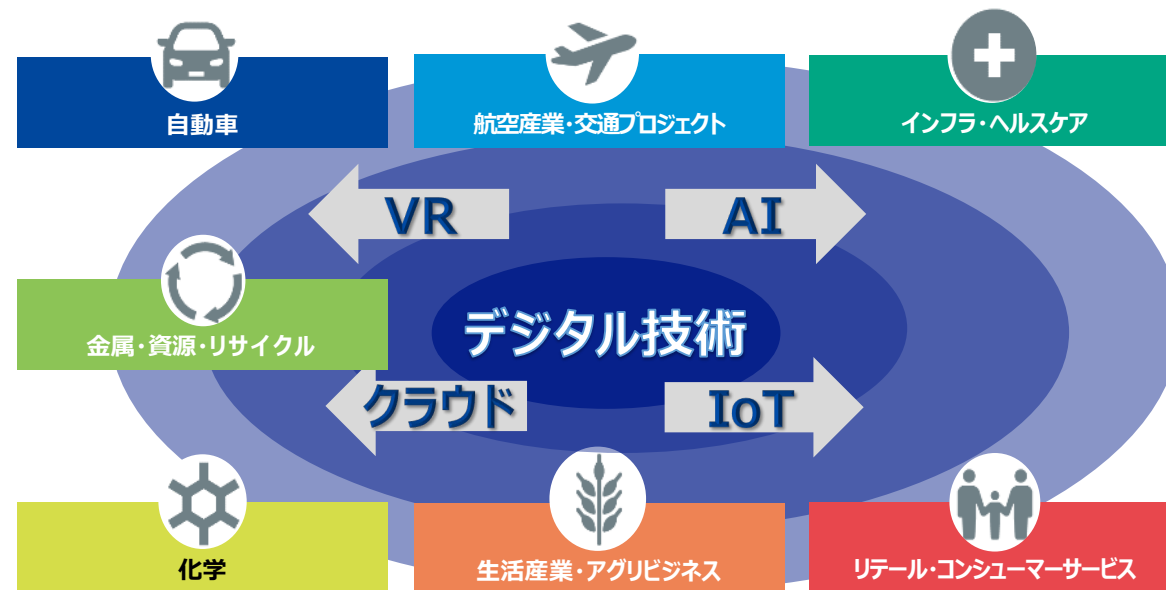 自動車
航空産業・交通プロジェクト
インフラ・ヘルスケア
VR
AI
金属・資源・リサイクル
デジタル技術
クラウド
IoT
化学
生活産業・アグリビジネス
リテール・コンシューマーサービス